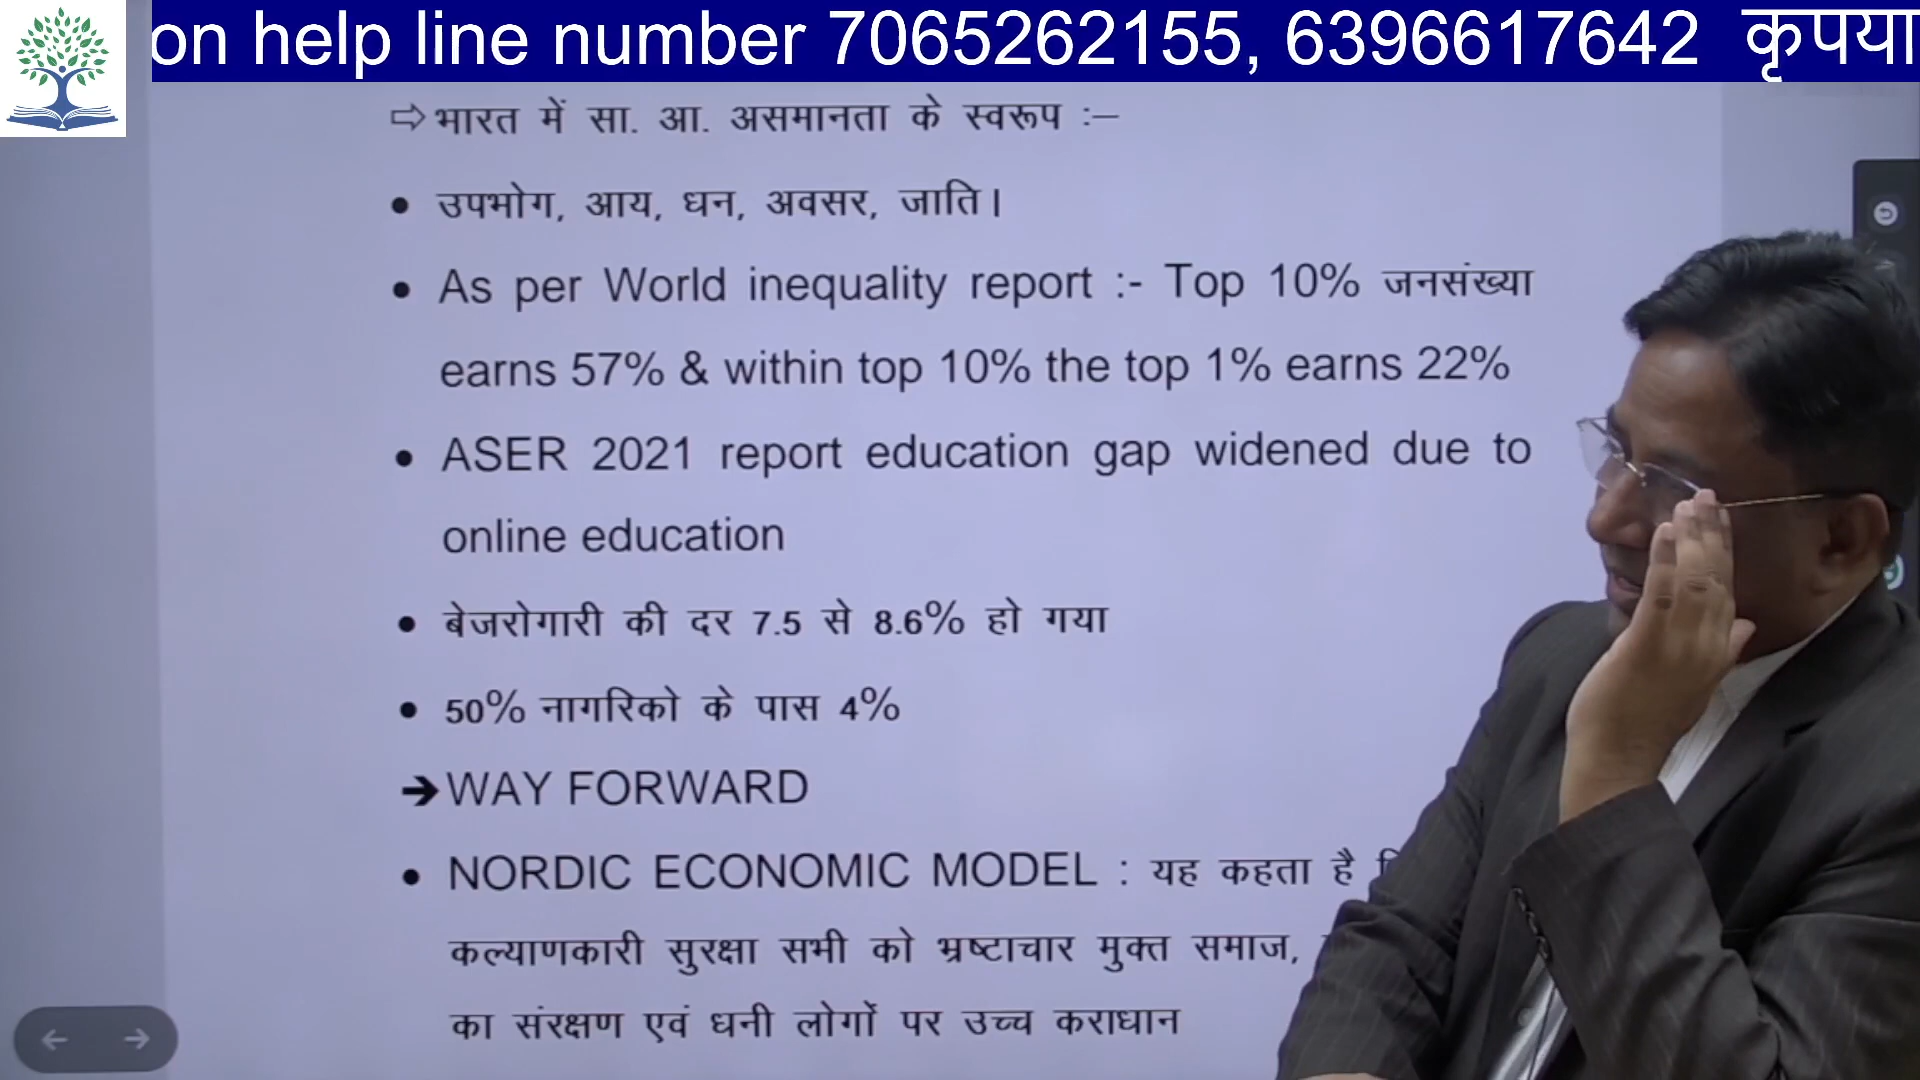 on help line number 7065262155, 6396617642 कृपया
⇨ भारत में सा. आ. असमानता के स्वरूप :–
• उपभोग, आय, धन, अवसर, जाति।
• As per World inequality report :- Top 10% जनसंख्या
earns 57% & within top 10% the top 1% earns 22%
• ASER 2021 report education gap widened due to
online education
• बेजरोगारी की दर 7.5 से 8.6% हो गया
• 50% नागरिको के पास 4%
➔ WAY FORWARD
• NORDIC ECONOMIC MODEL : यह कहता है
कल्याणकारी सुरक्षा सभी को भ्रष्टाचार मुक्त समाज,
का संरक्षण एवं धनी लोगों पर उच्च कराधान